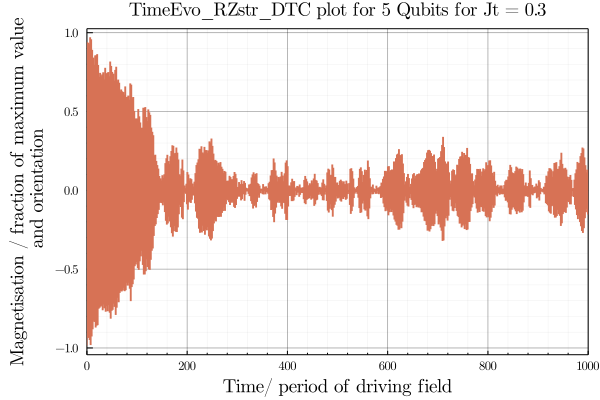 TimeEvo_RZstr_DTC plot for 5 Qubits for Jt = 0.3
Magnetisation / fraction of maximum value
and orientation
1.0
0.5
0.0
−0.5
−1.0
0 200 400 600 800 1000
Time/ period of driving field